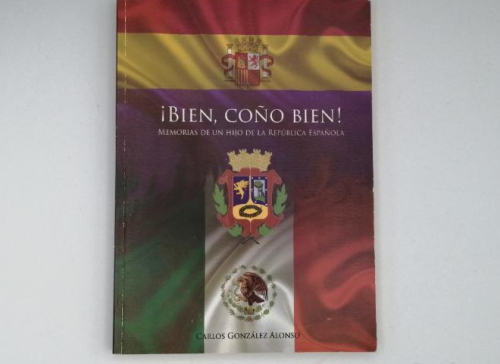 ¡BIEN, COÑO BIEN!
MEMORIAS DE UN HIJO DE LA REPÚBLICA ESPAÑOLA
CARLOS GONZÁLEZ ALONSO